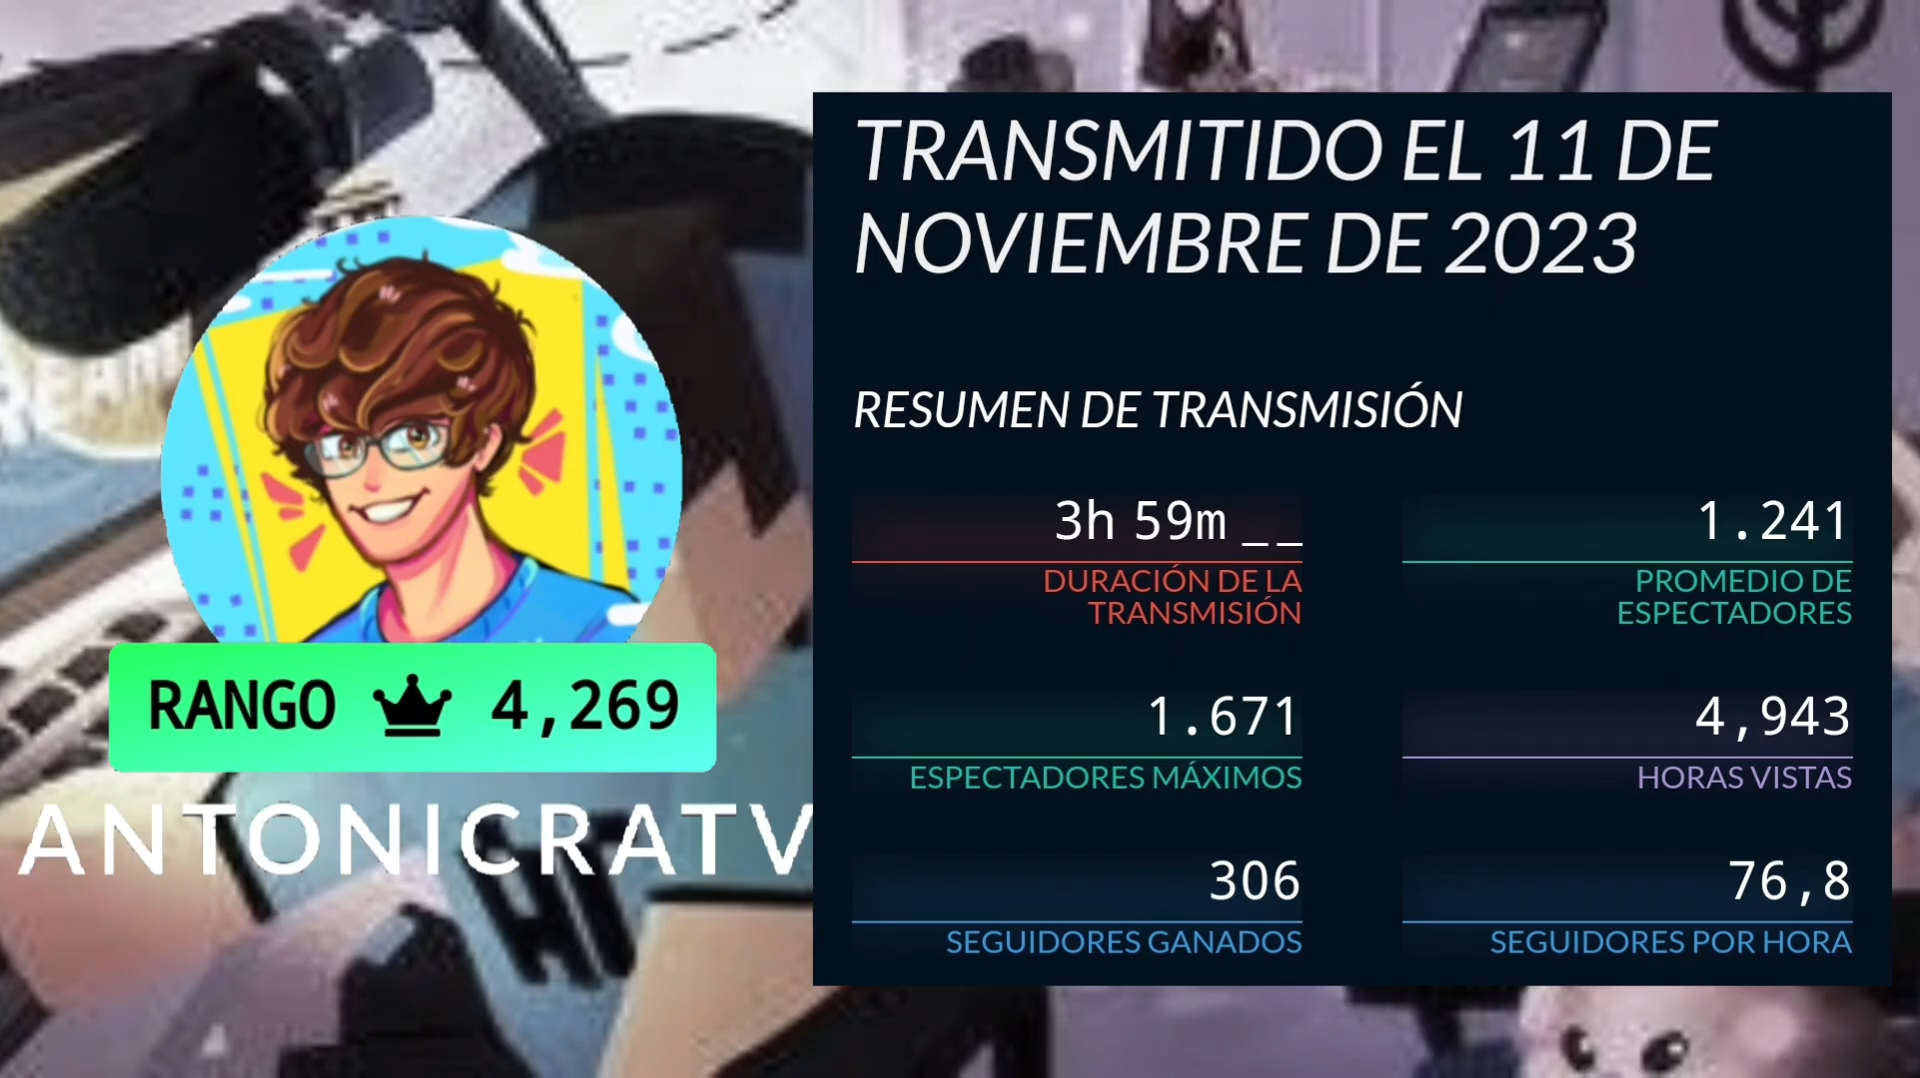 TRANSMITIDO EL 11 DE
NOVIEMBRE DE 2023
RESUMEN DE TRANSMISIÓN
3h 59m _ _
DURACIÓN DE LA
TRANSMISIÓN
1.241
PROMEDIO DE
ESPECTADORES
1.671
ESPECTADORES MÁXIMOS
4,943
HORAS VISTAS
306
SEGUIDORES GANADOS
76,8
SEGUIDORES POR HORA
RANGO 4,269
ANTONICRATV